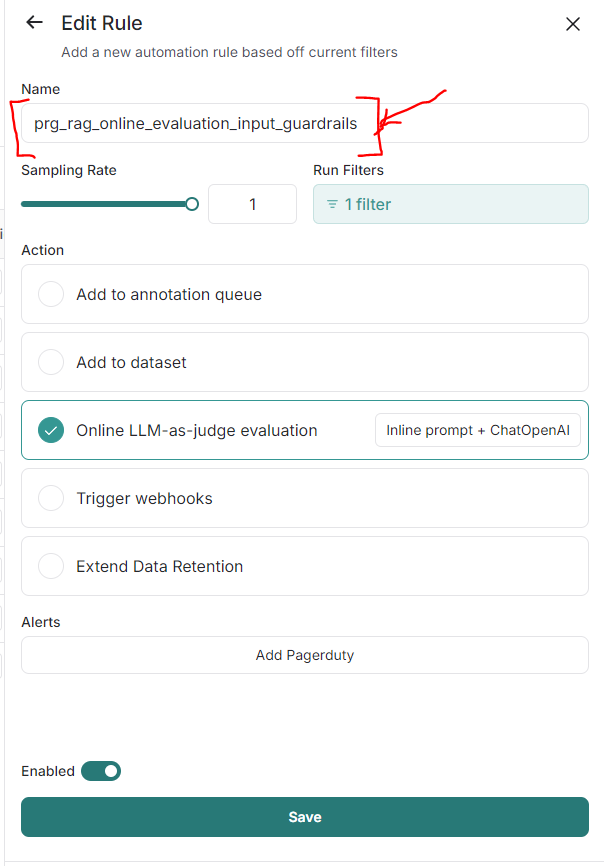 Edit Rule
Add a new automation rule based off current filters
Name
prg_rag_online_evaluation_input_guardrails
Sampling Rate
Run Filters
1
1 filter
Action
Add to annotation queue
Add to dataset
Online LLM-as-judge evaluation
Inline prompt + ChatOpenAI
Trigger webhooks
Extend Data Retention
Alerts
Add Pagerduty
Enabled
Save